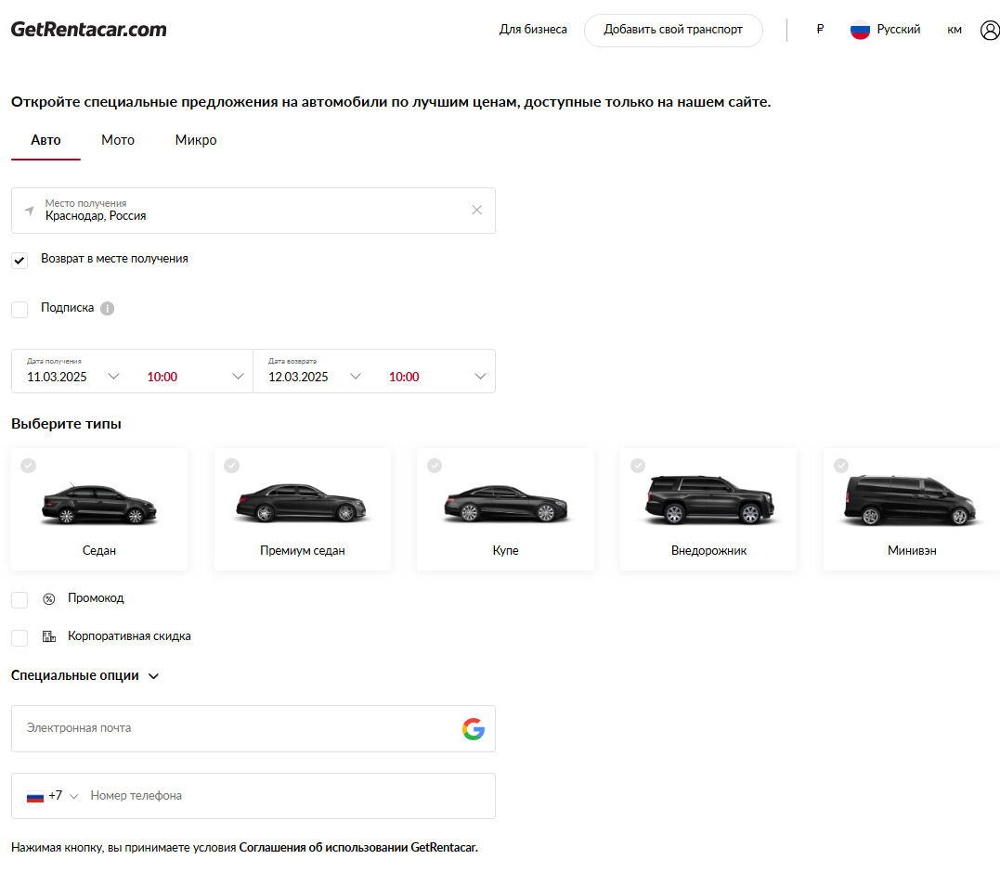 GetRentacar.com
Для бизнеса
Добавить свой транспорт
₽
Русский
км
Откройте специальные предложения на автомобили по лучшим ценам, доступные только на нашем сайте.
Авто
Мото
Микро
Место получения
Краснодар, Россия
Возврат в месте получения
Подписка
Дата получения
11.03.2025
10:00
Дата возврата
12.03.2025
10:00
Выберите типы
Седан
Премиум седан
Купе
Внедорожник
Минивэн
Промокод
Корпоративная скидка
Специальные опции
Электронная почта
+7
Номер телефона
Нажимая кнопку, вы принимаете условия Соглашения об использовании GetRentacar.